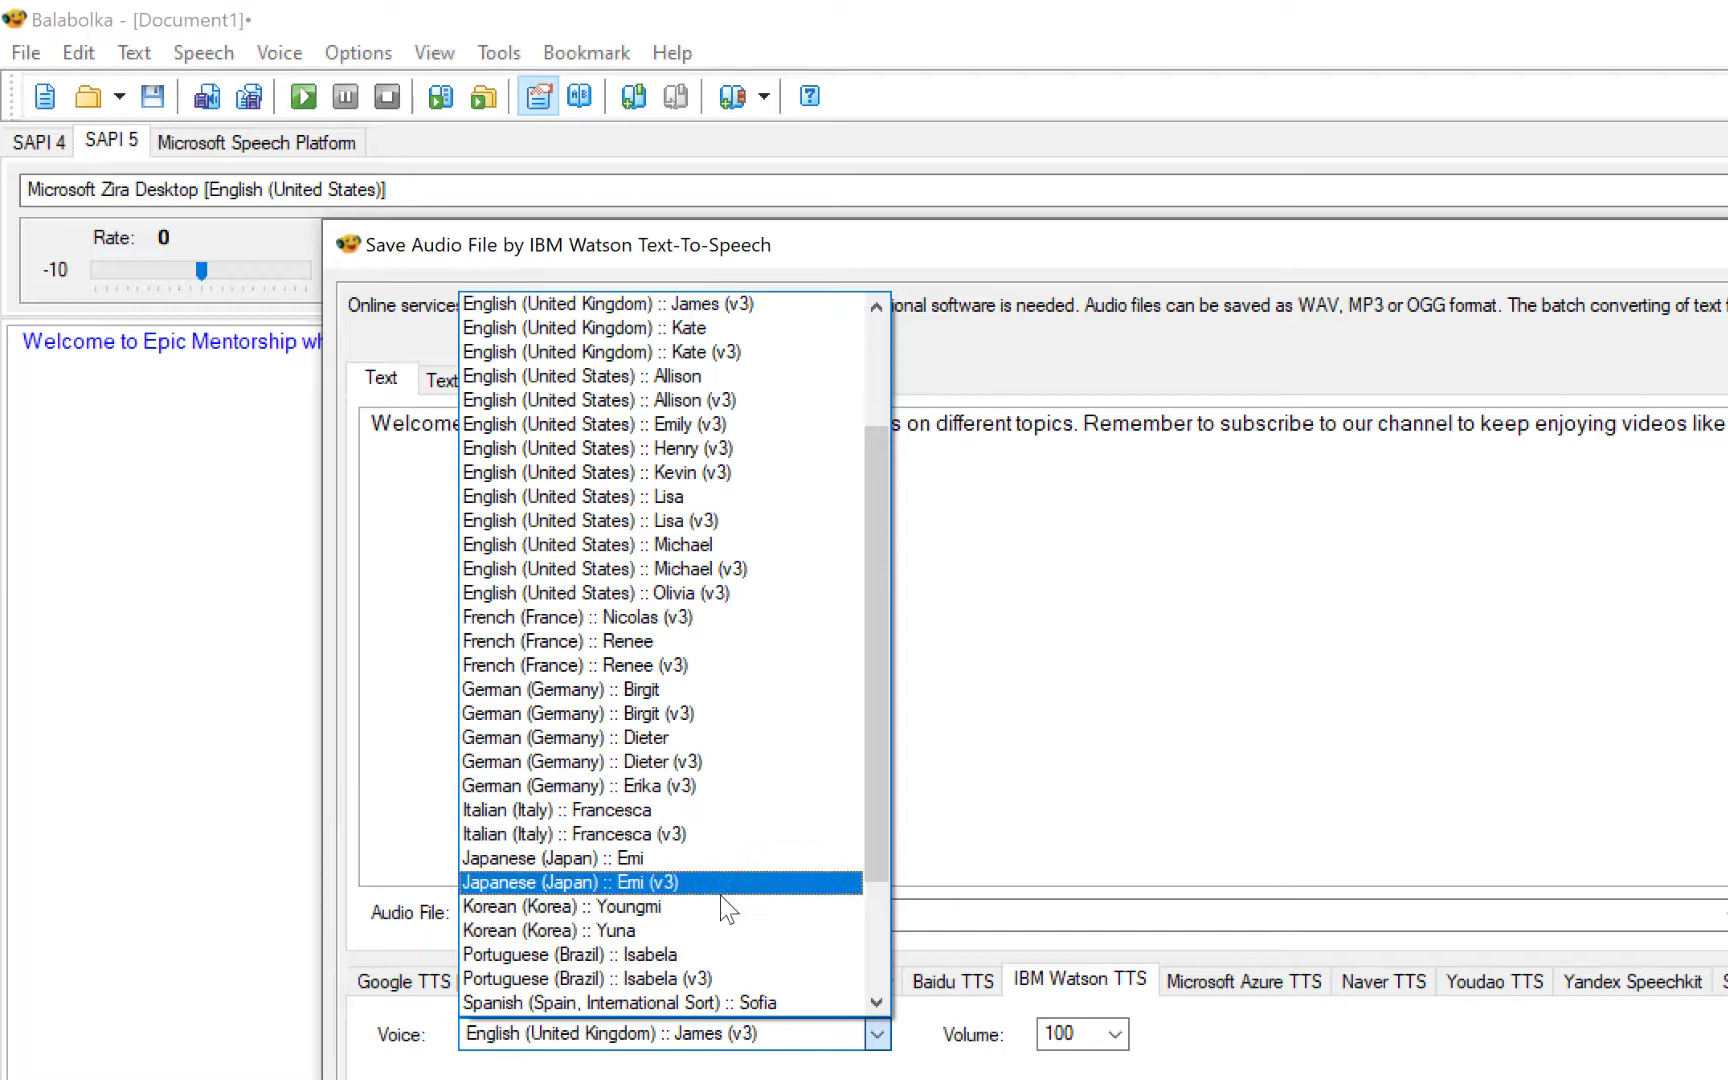 Balabolka - [Document1]•
File Edit Text Speech Voice Options View Tools Bookmark Help
SAPI 4 SAPI 5 Microsoft Speech Platform
Microsoft Zira Desktop [English (United States)]
Rate: 0
-10
Save Audio File by IBM Watson Text-To-Speech
Welcome to Epic Mentorship
Online services ional software is needed. Audio files can be saved as WAV, MP3 or OGG format. The batch converting of text
Text Text
Welcome s on different topics. Remember to subscribe to our channel to keep enjoying videos like
English (United Kingdom) :: James (v3)
English (United Kingdom) :: Kate
English (United Kingdom) :: Kate (v3)
English (United States) :: Allison
English (United States) :: Allison (v3)
English (United States) :: Emily (v3)
English (United States) :: Henry (v3)
English (United States) :: Kevin (v3)
English (United States) :: Lisa
English (United States) :: Lisa (v3)
English (United States) :: Michael
English (United States) :: Michael (v3)
English (United States) :: Olivia (v3)
French (France) :: Nicolas (v3)
French (France) :: Renee
French (France) :: Renee (v3)
German (Germany) :: Birgit
German (Germany) :: Birgit (v3)
German (Germany) :: Dieter
German (Germany) :: Dieter (v3)
German (Germany) :: Erika (v3)
Italian (Italy) :: Francesca
Italian (Italy) :: Francesca (v3)
Japanese (Japan) :: Emi
Japanese (Japan) :: Emi (v3)
Korean (Korea) :: Youngmi
Korean (Korea) :: Yuna
Portuguese (Brazil) :: Isabela
Portuguese (Brazil) :: Isabela (v3)
Spanish (Spain, International Sort) :: Sofia
Audio File:
Google TTS Baidu TTS IBM Watson TTS Microsoft Azure TTS Naver TTS Youdao TTS Yandex Speechkit
Voice: English (United Kingdom) :: James (v3) Volume: 100